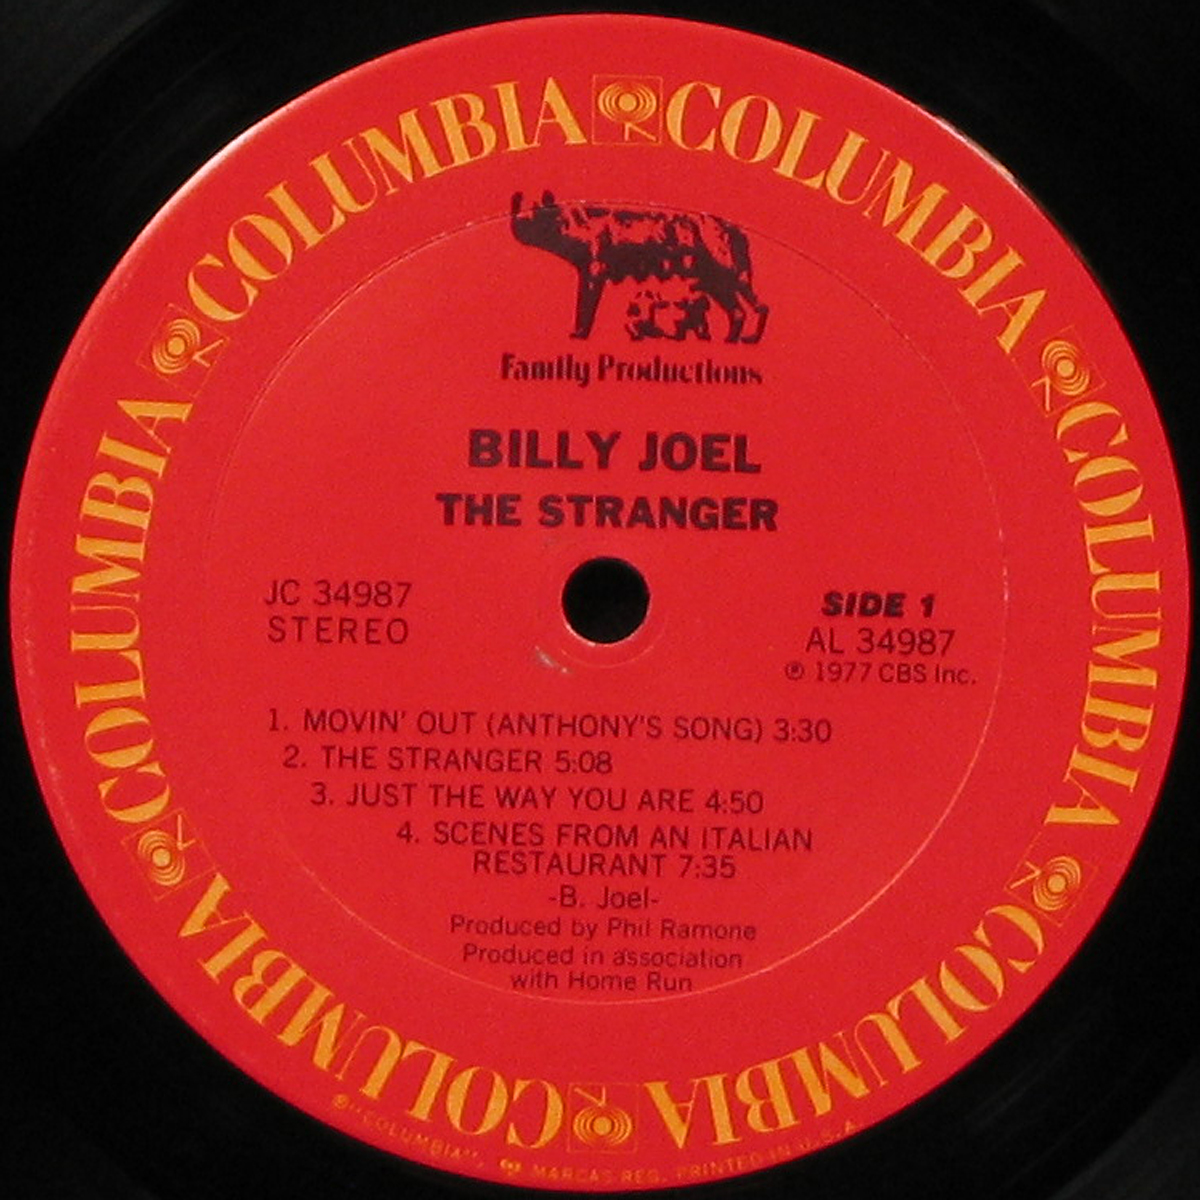 COLUMBIA COLUMBIA COLUMBIA COLUMBIA COLUMBIA COLUMBIA COLUMBIA COLUMBIA
Family Productions
BILLY JOEL
THE STRANGER
JC 34987
STEREO
SIDE 1
AL 34987
℗ 1977 CBS Inc.
1. MOVIN' OUT (ANTHONY'S SONG) 3:30
2. THE STRANGER 5:08
3. JUST THE WAY YOU ARE 4:50
4. SCENES FROM AN ITALIAN
RESTAURANT 7:35
-B. Joel-
Produced by Phil Ramone
Produced in association
with Home Run
®"COLUMBIA", MARCAS REG. PRINTED IN U.S.A.